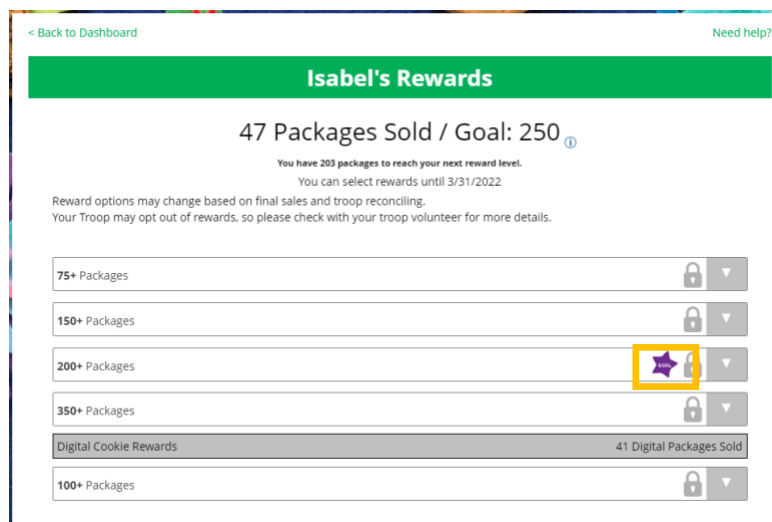 < Back to Dashboard
Need help?
Isabel's Rewards
47 Packages Sold / Goal: 250
You have 203 packages to reach your next reward level.
You can select rewards until 3/31/2022
Reward options may change based on final sales and troop reconciling.
Your Troop may opt out of rewards, so please check with your troop volunteer for more details.
75+ Packages
150+ Packages
200+ Packages
GOAL
350+ Packages
Digital Cookie Rewards
41 Digital Packages Sold
100+ Packages